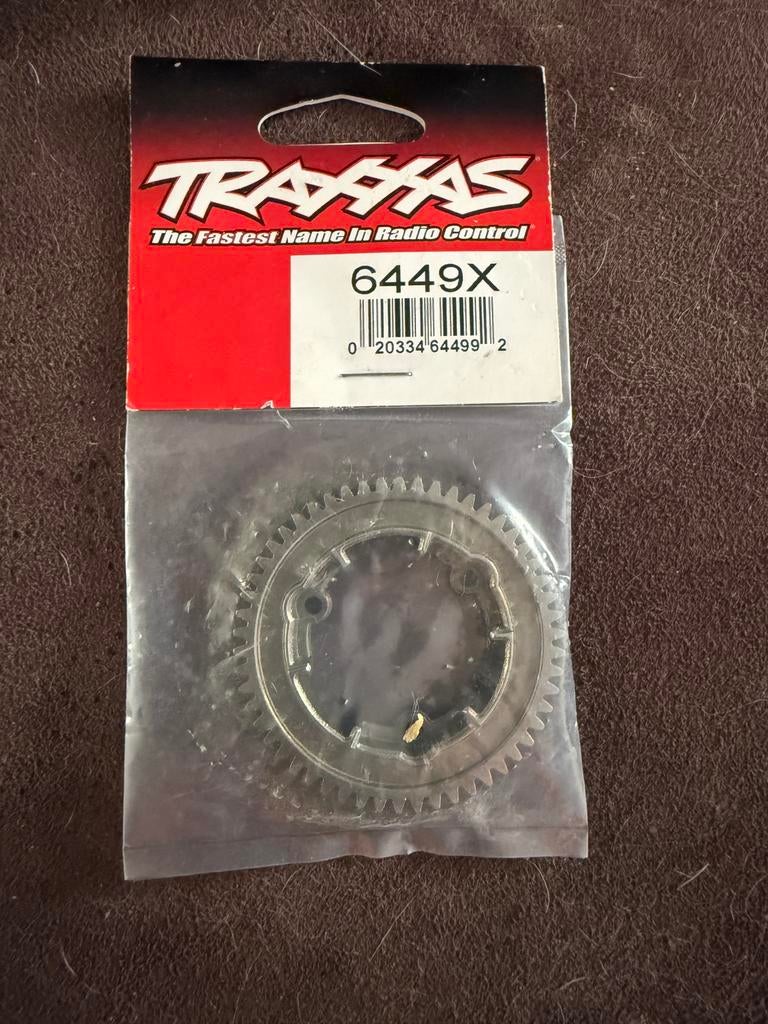 TRAXXAS
The Fastest Name In Radio Control
6449X
0 20334 64499 2